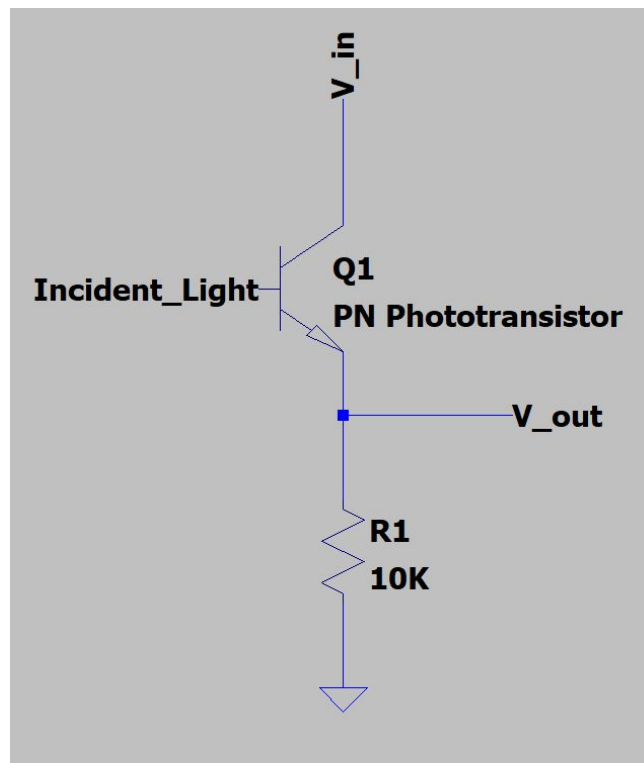 V_in
Q1
Incident_Light
PN Phototransistor
V_out
R1
10K